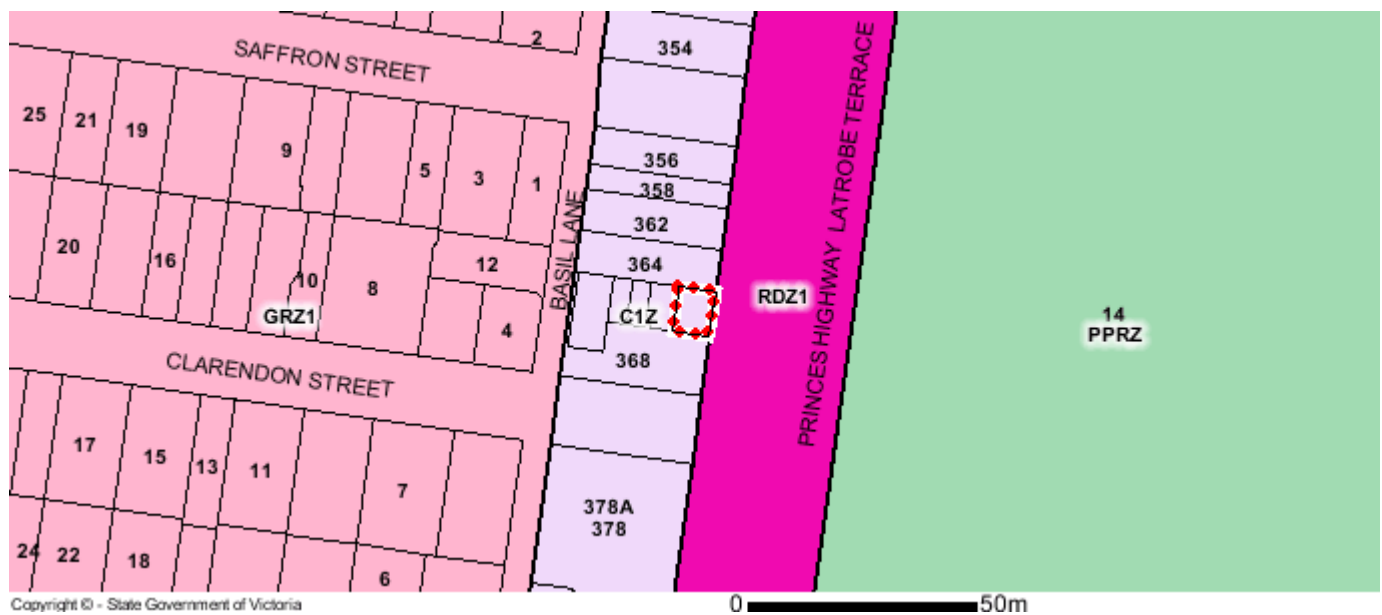 2
354
SAFFRON STREET
PRINCES HIGHWAY LATROBE TERRACE
25
21
19
9
5
3
1
356
358
BASIL LANE
362
20
16
10
8
12
364
C1Z
RDZ1
14
PPRZ
GRZ1
4
368
CLARENDON STREET
17
15
13
11
7
378A
378
24
22
18
6
Copyright © - State Government of Victoria
0
50m